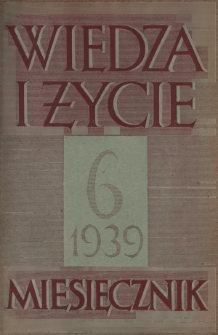 WIEDZA
I ŻYCIE
6
1939
MIESIĘCZNIK